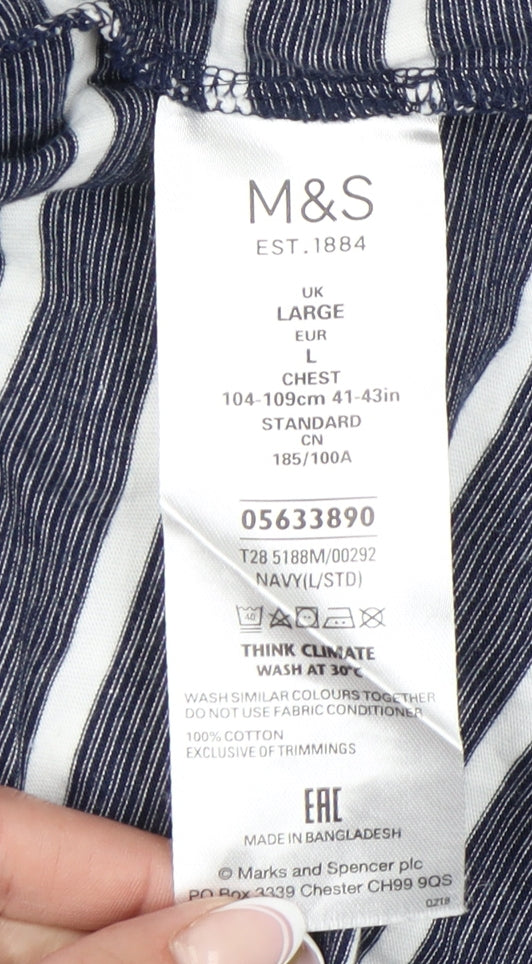 M&S
EST.1884
UK
LARGE
EUR
L
CHEST
104-109cm 41-43in
STANDARD
CN
185/100A
05633890
T28 5188M/00292
NAVY(L/STD)
40
THINK CLIMATE
WASH AT 30°C
WASH SIMILAR COLOURS TOGETHER
DO NOT USE FABRIC CONDITIONER
100% COTTON
EXCLUSIVE OF TRIMMINGS
EAC
MADE IN BANGLADESH
© Marks and Spencer plc
PO Box 3339 Chester CH99 9QS
0219